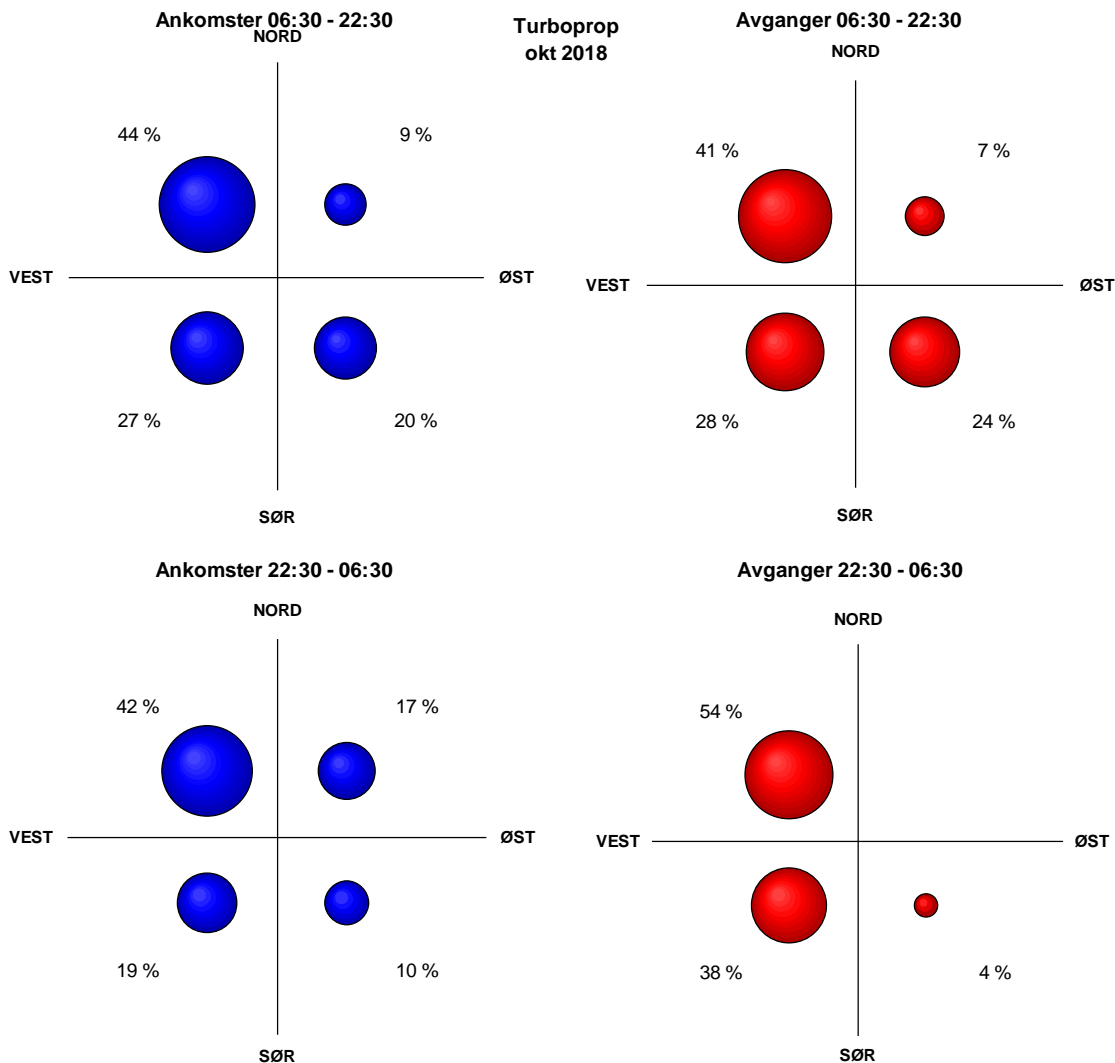 Ankomster 06:30 - 22:30
NORD
44 %
9 %
VEST
ØST
27 %
20 %
SØR
Turboprop
okt 2018
Avganger 06:30 - 22:30
NORD
41 %
7 %
VEST
ØST
28 %
24 %
SØR
Ankomster 22:30 - 06:30
NORD
42 %
17 %
VEST
ØST
19 %
10 %
SØR
Avganger 22:30 - 06:30
NORD
54 %
VEST
ØST
38 %
4 %
SØR